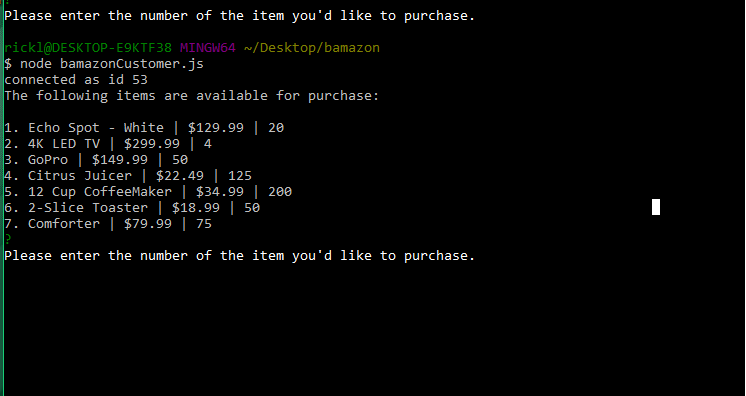 ?
Please enter the number of the item you'd like to purchase.
rickl@DESKTOP-E9KTF38 MINGW64 ~/Desktop/bamazon
$ node bamazonCustomer.js
connected as id 53
The following items are available for purchase:
1. Echo Spot - White | $129.99 | 20
2. 4K LED TV | $299.99 | 4
3. GoPro | $149.99 | 50
4. Citrus Juicer | $22.49 | 125
5. 12 Cup CoffeeMaker | $34.99 | 200
6. 2-Slice Toaster | $18.99 | 50
7. Comforter | $79.99 | 75
?
Please enter the number of the item you'd like to purchase.